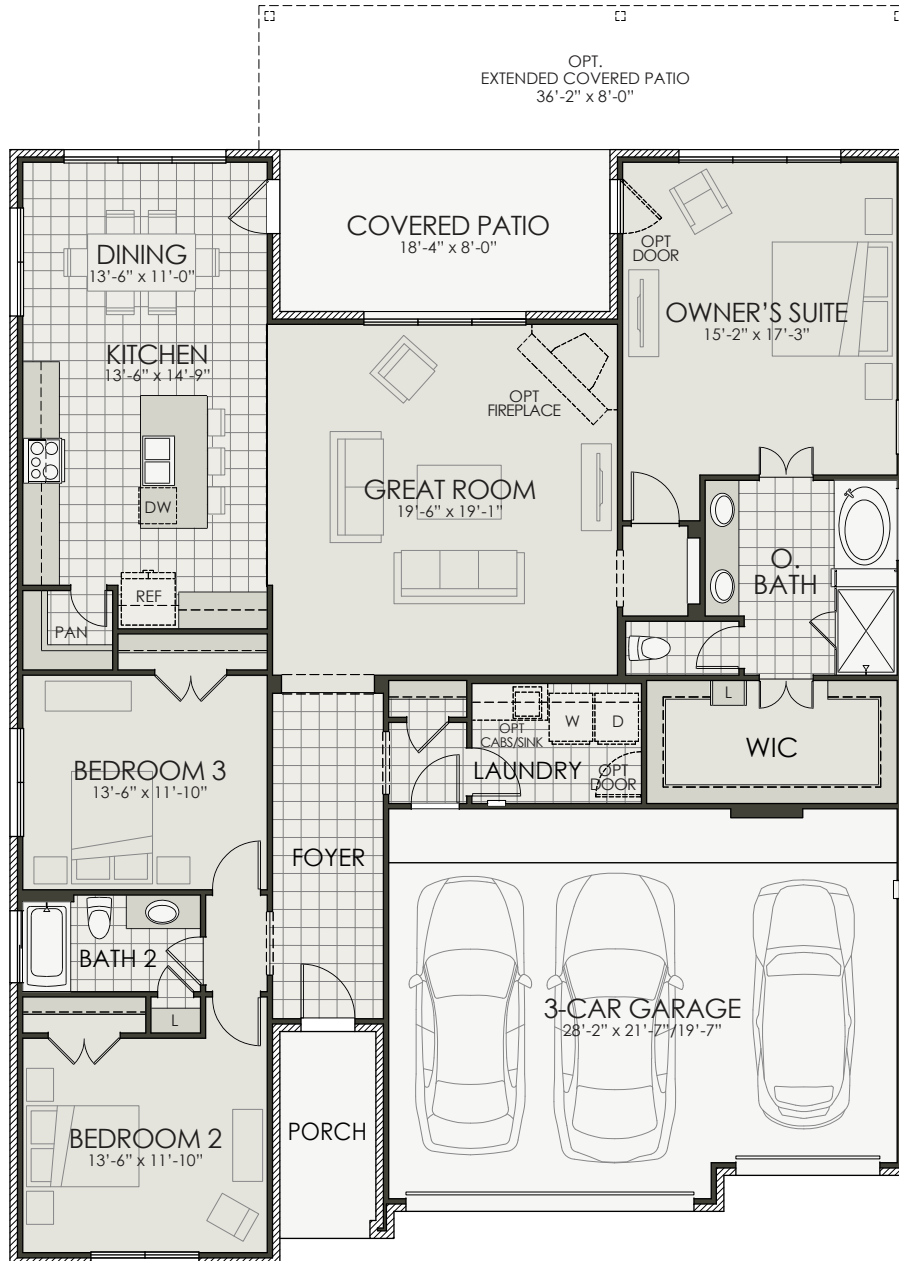 OPT.
EXTENDED COVERED PATIO
36'-2" x 8'-0"
COVERED PATIO
18'-4" x 8'-0"
DINING
13'-6" x 11'-0"
OPT
DOOR
OWNER'S SUITE
15'-2" x 17'-3"
KITCHEN
13'-6" x 14'-9"
OPT
FIREPLACE
GREAT ROOM
19'-6" x 19'-1"
DW
O.
BATH
REF
PAN
L
W
D
OPT
CABS/SINK
LAUNDRY
OPT
DOOR
WIC
BEDROOM 3
13'-6" x 11'-10"
FOYER
BATH 2
L
3-CAR GARAGE
28'-2" x 21'-7"/19'-7"
PORCH
BEDROOM 2
13'-6" x 11'-10"